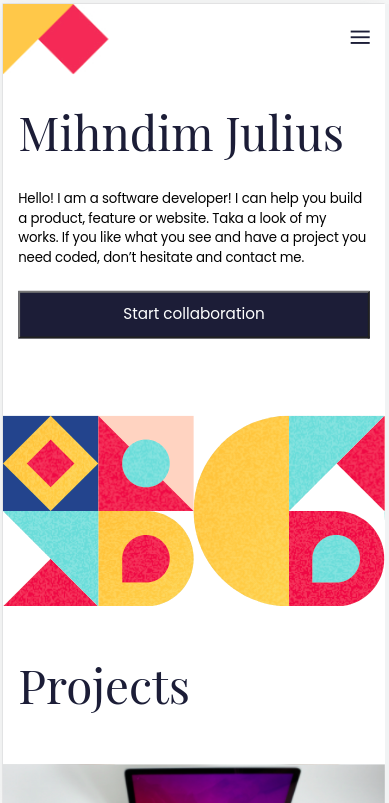 Mihndim Julius
Hello! I am a software developer! I can help you build
a product, feature or website. Taka a look of my
works. If you like what you see and have a project you
need coded, don’t hesitate and contact me.
Start collaboration
Projects